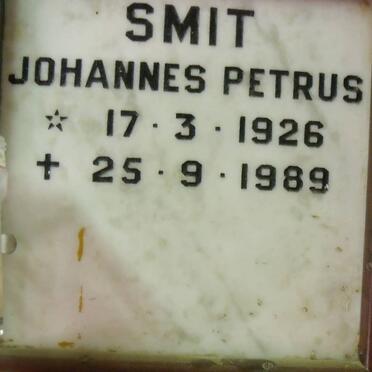 SMIT
JOHANNES PETRUS
☆ 17 · 3 · 1926
✝ 25 · 9 · 1989